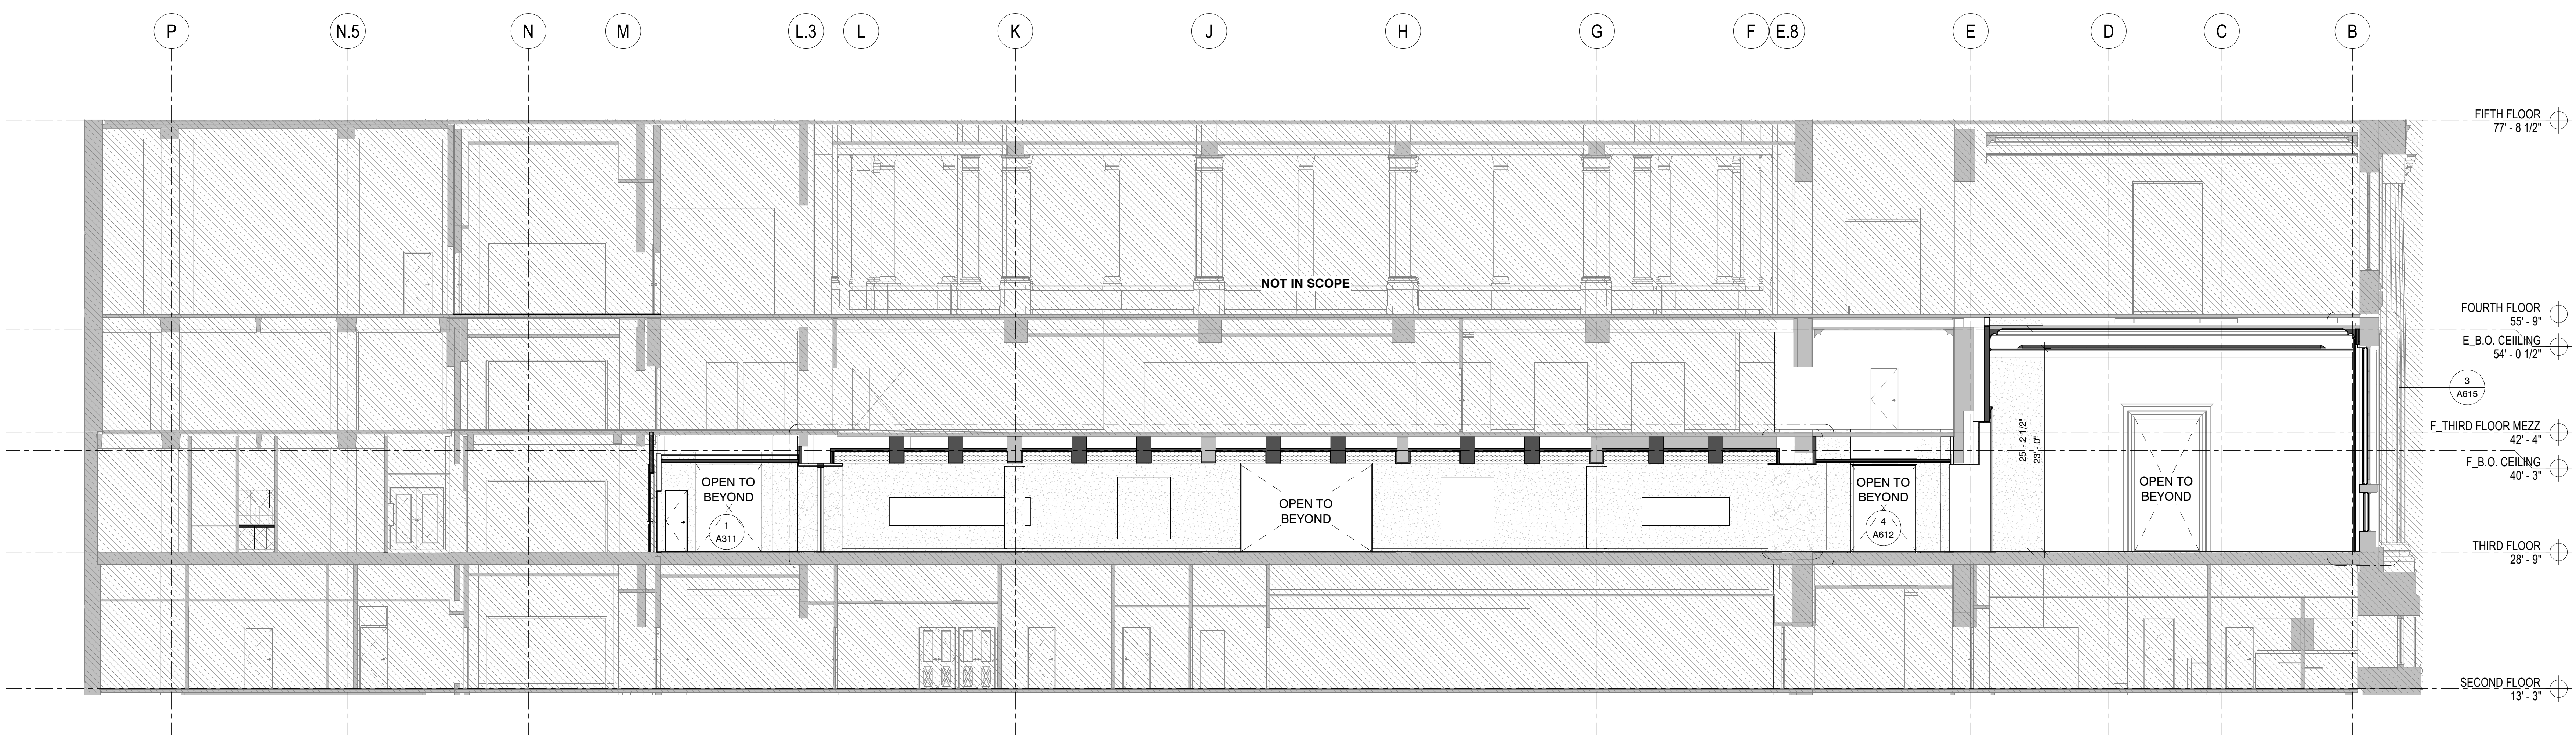 P
N.5
N
M
L.3
L
K
J
H
G
F
E.8
E
D
C
B
FIFTH FLOOR
77' - 8 1/2"
NOT IN SCOPE
FOURTH FLOOR
55' - 9"
E_B.O. CEIILING
54' - 0 1/2"
3
A615
F_THIRD FLOOR MEZZ
42' - 4"
25' - 2 1/2"
23' - 0"
F_B.O. CEILING
40' - 3"
OPEN TO
BEYOND
1
A311
OPEN TO
BEYOND
OPEN TO
BEYOND
4
A612
OPEN TO
BEYOND
THIRD FLOOR
28' - 9"
SECOND FLOOR
13' - 3"